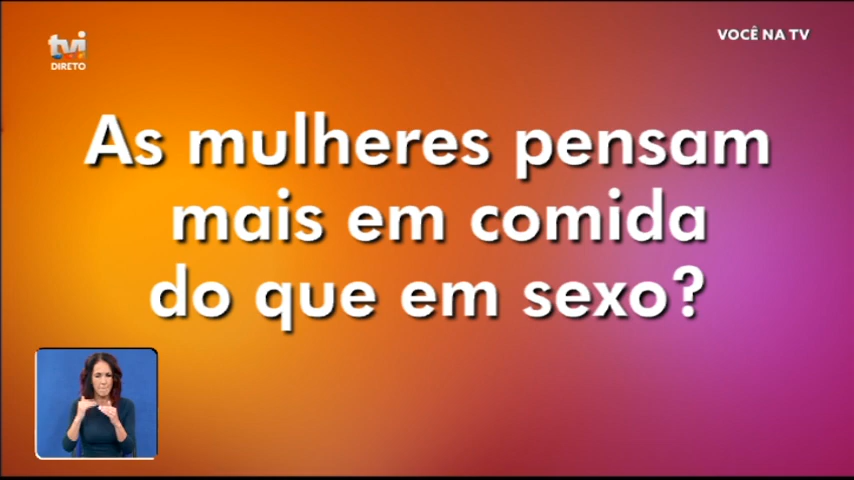 tvi
DIRETO
VOCÊ NA TV
As mulheres pensam
mais em comida
do que em sexo?